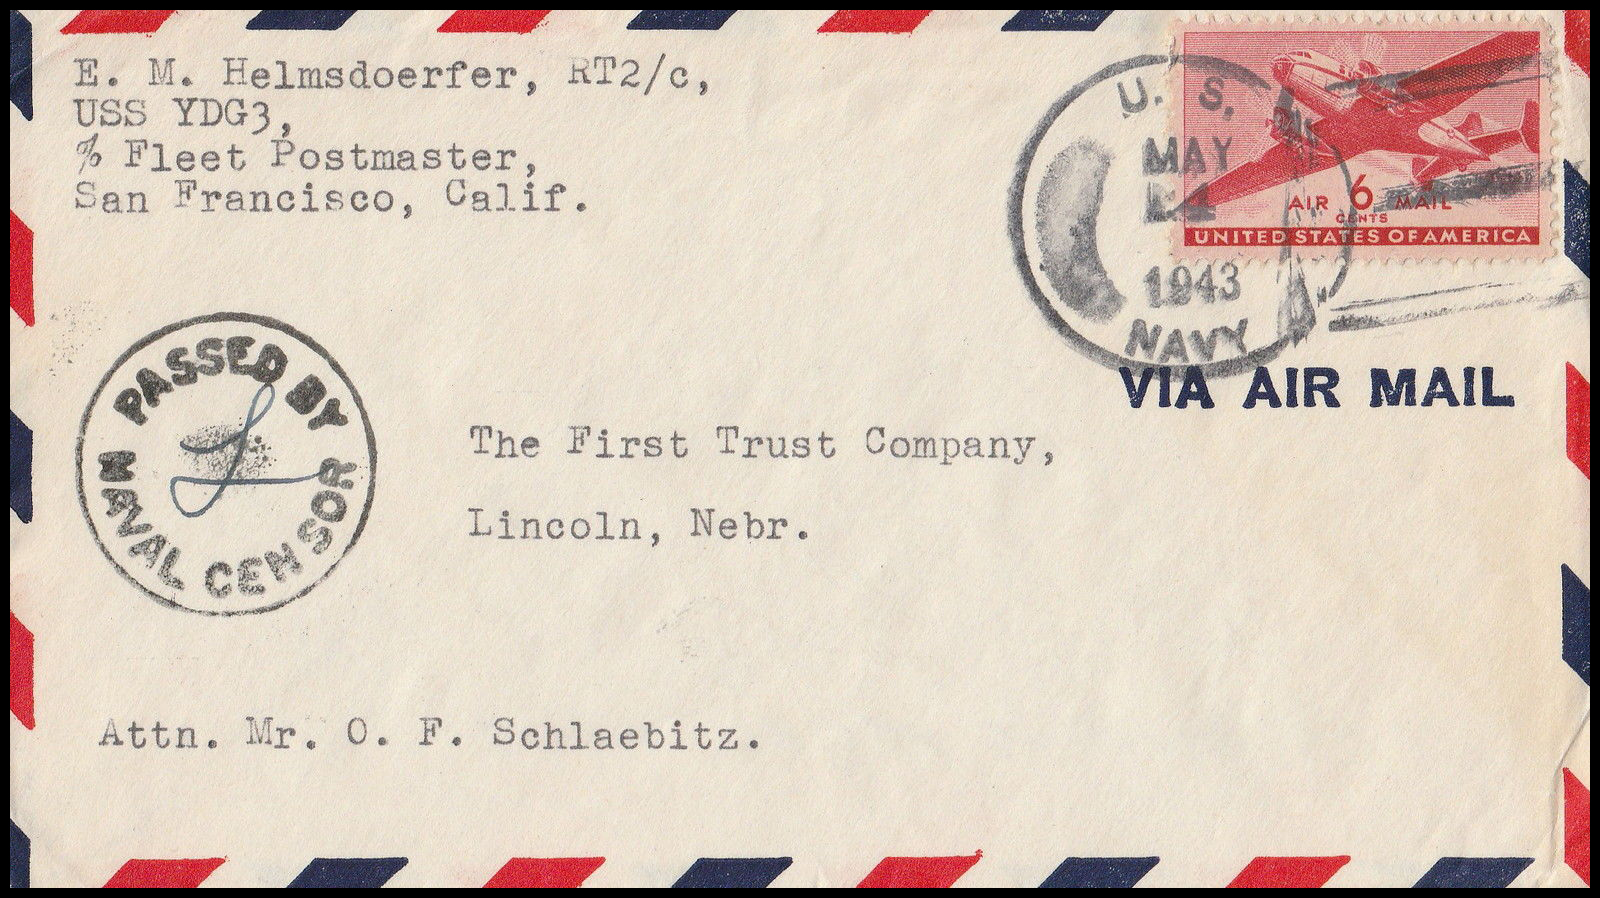 E. M. Helmsdoerfer, RT2/c,
USS YDG3,
% Fleet Postmaster,
San Francisco, Calif.
U. S.
MAY
1943
NAVY
AIR 6 MAIL
CENTS
UNITED STATES OF AMERICA
VIA AIR MAIL
PASSED BY
NAVAL CENSOR
The First Trust Company,
Lincoln, Nebr.
Attn. Mr. O. F. Schlaebitz.